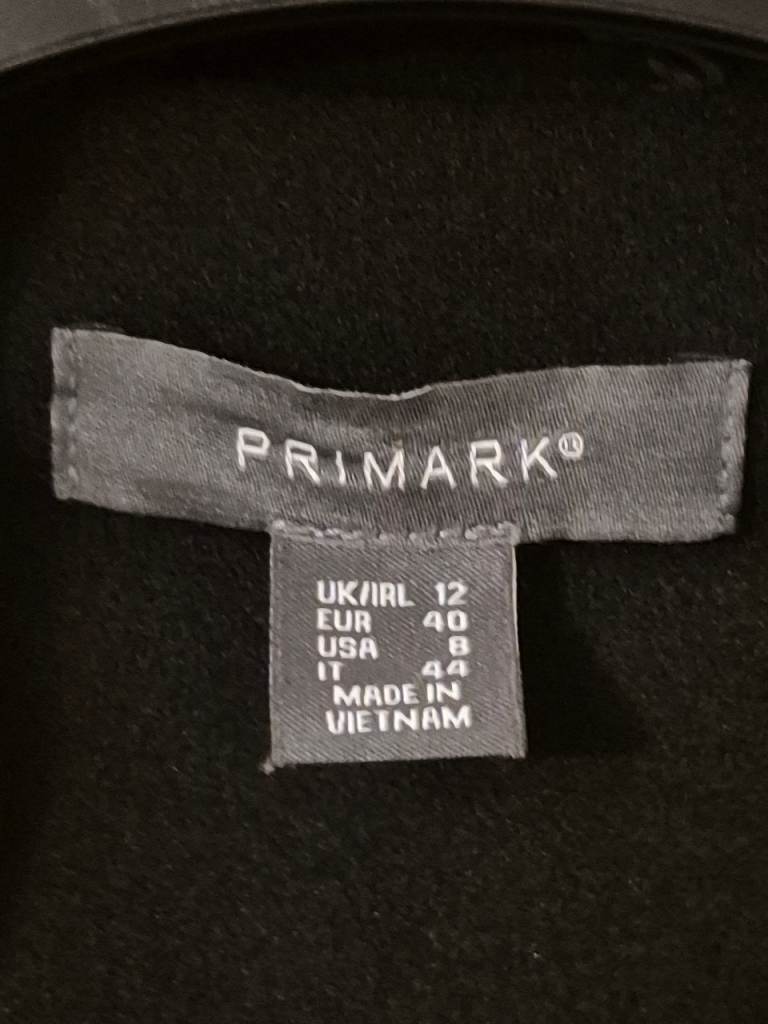 PRIMARK®
UK/IRL 12
EUR 40
USA 8
IT 44
MADE IN
VIETNAM